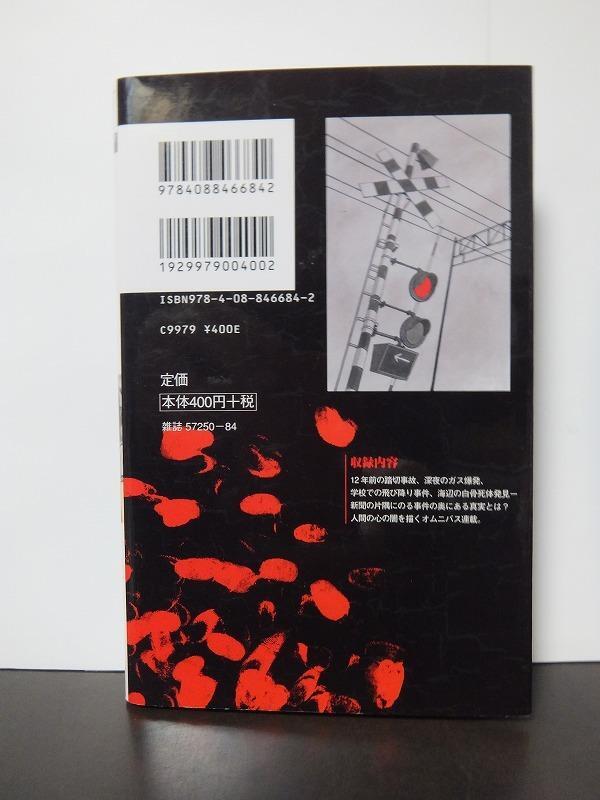 9784088466842
1929979004002
ISBN978-4-08-846684-2
C9979 ¥400E
定価
本体400円+税
雑誌 57250-84
収録内容
12年前の踏切事故、深夜のガス爆発、
学校での飛び降り事件、海辺の白骨死体発見ー
新聞の片隅にのる事件の奥にある真実とは？
人間の心の闇を描くオムニバス連載。